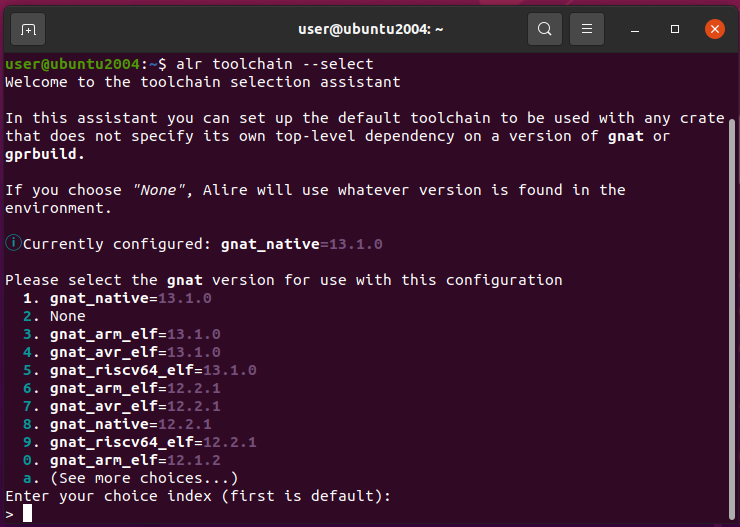 user@ubuntu2004: ~
user@ubuntu2004:~$ alr toolchain --select
Welcome to the toolchain selection assistant
In this assistant you can set up the default toolchain to be used with any crate
that does not specify its own top-level dependency on a version of gnat or
gprbuild.
If you choose "None", Alire will use whatever version is found in the
environment.
ⓘCurrently configured: gnat_native=13.1.0
Please select the gnat version for use with this configuration
1. gnat_native=13.1.0
2. None
3. gnat_arm_elf=13.1.0
4. gnat_avr_elf=13.1.0
5. gnat_riscv64_elf=13.1.0
6. gnat_arm_elf=12.2.1
7. gnat_avr_elf=12.2.1
8. gnat_native=12.2.1
9. gnat_riscv64_elf=12.2.1
0. gnat_arm_elf=12.1.2
a. (See more choices...)
Enter your choice index (first is default):
>